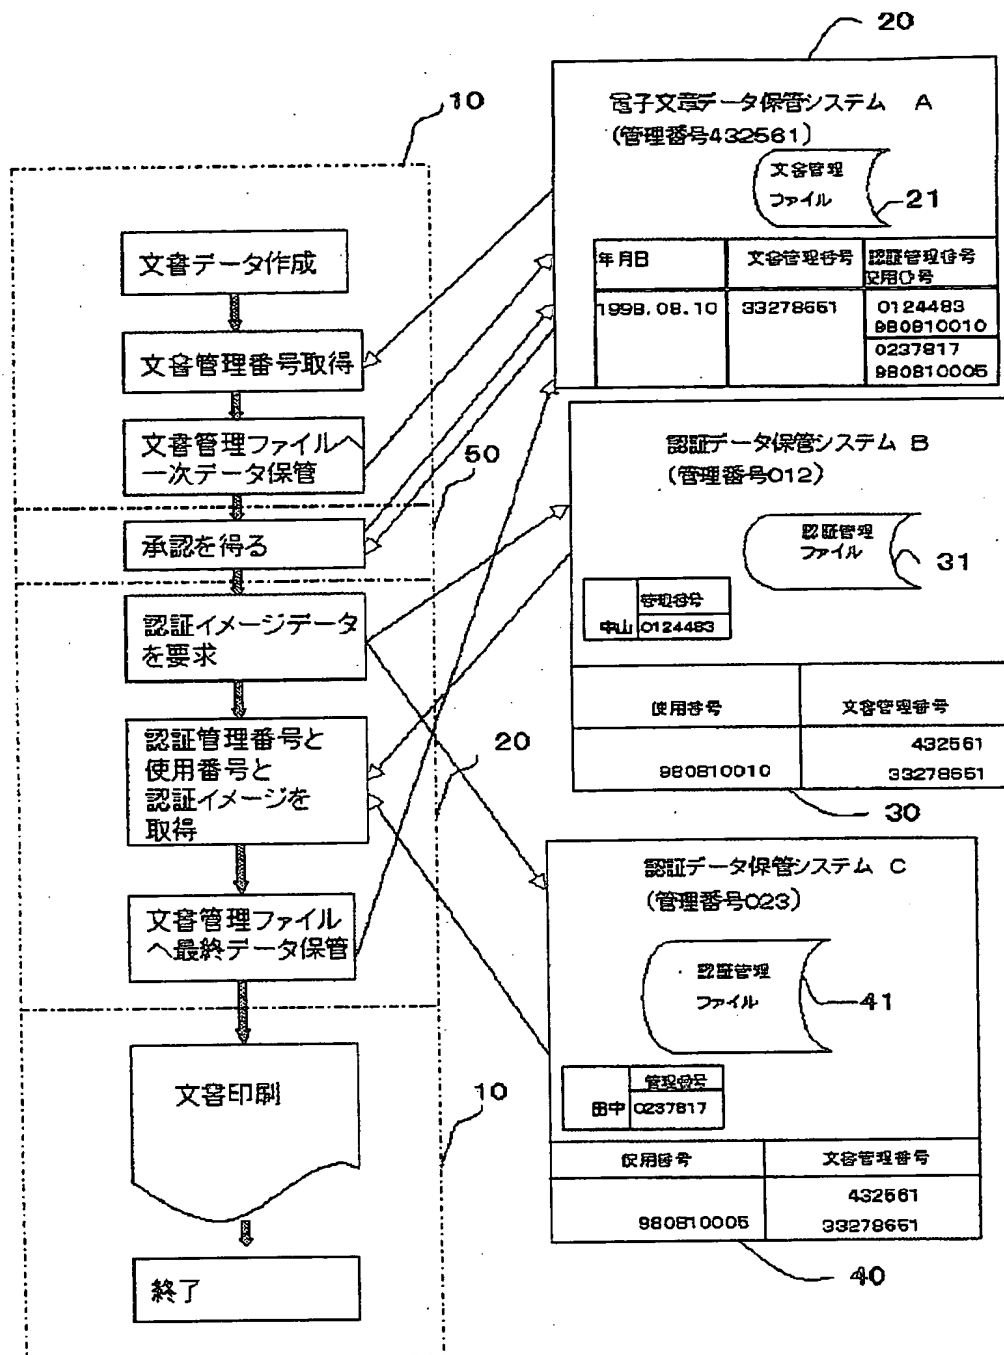 10
文書データ作成
文書管理番号取得
文書管理ファイルへ
一次データ保管
50
承認を得る
認証イメージデータ
を要求
認証管理番号と
使用番号と
認証イメージを
取得
20
文書管理ファイル
へ最終データ保管
文書印刷
10
終了
20
電子文章データ保管システム A
(管理番号432561)
文書管理
ファイル
21
年月日 文書管理番号 認証管理番号
使用番号
1998.08.10 33278651 0124483
980810010
0237817
980810005
認証データ保管システム B
(管理番号012)
認証管理
ファイル
31
管理番号
中山 0124483
使用番号 文書管理番号
432561
980810010 33278651
30
認証データ保管システム C
(管理番号023)
認証管理
ファイル
41
管理番号
田中 0237817
使用番号 文書管理番号
432561
980810005 33278651
40